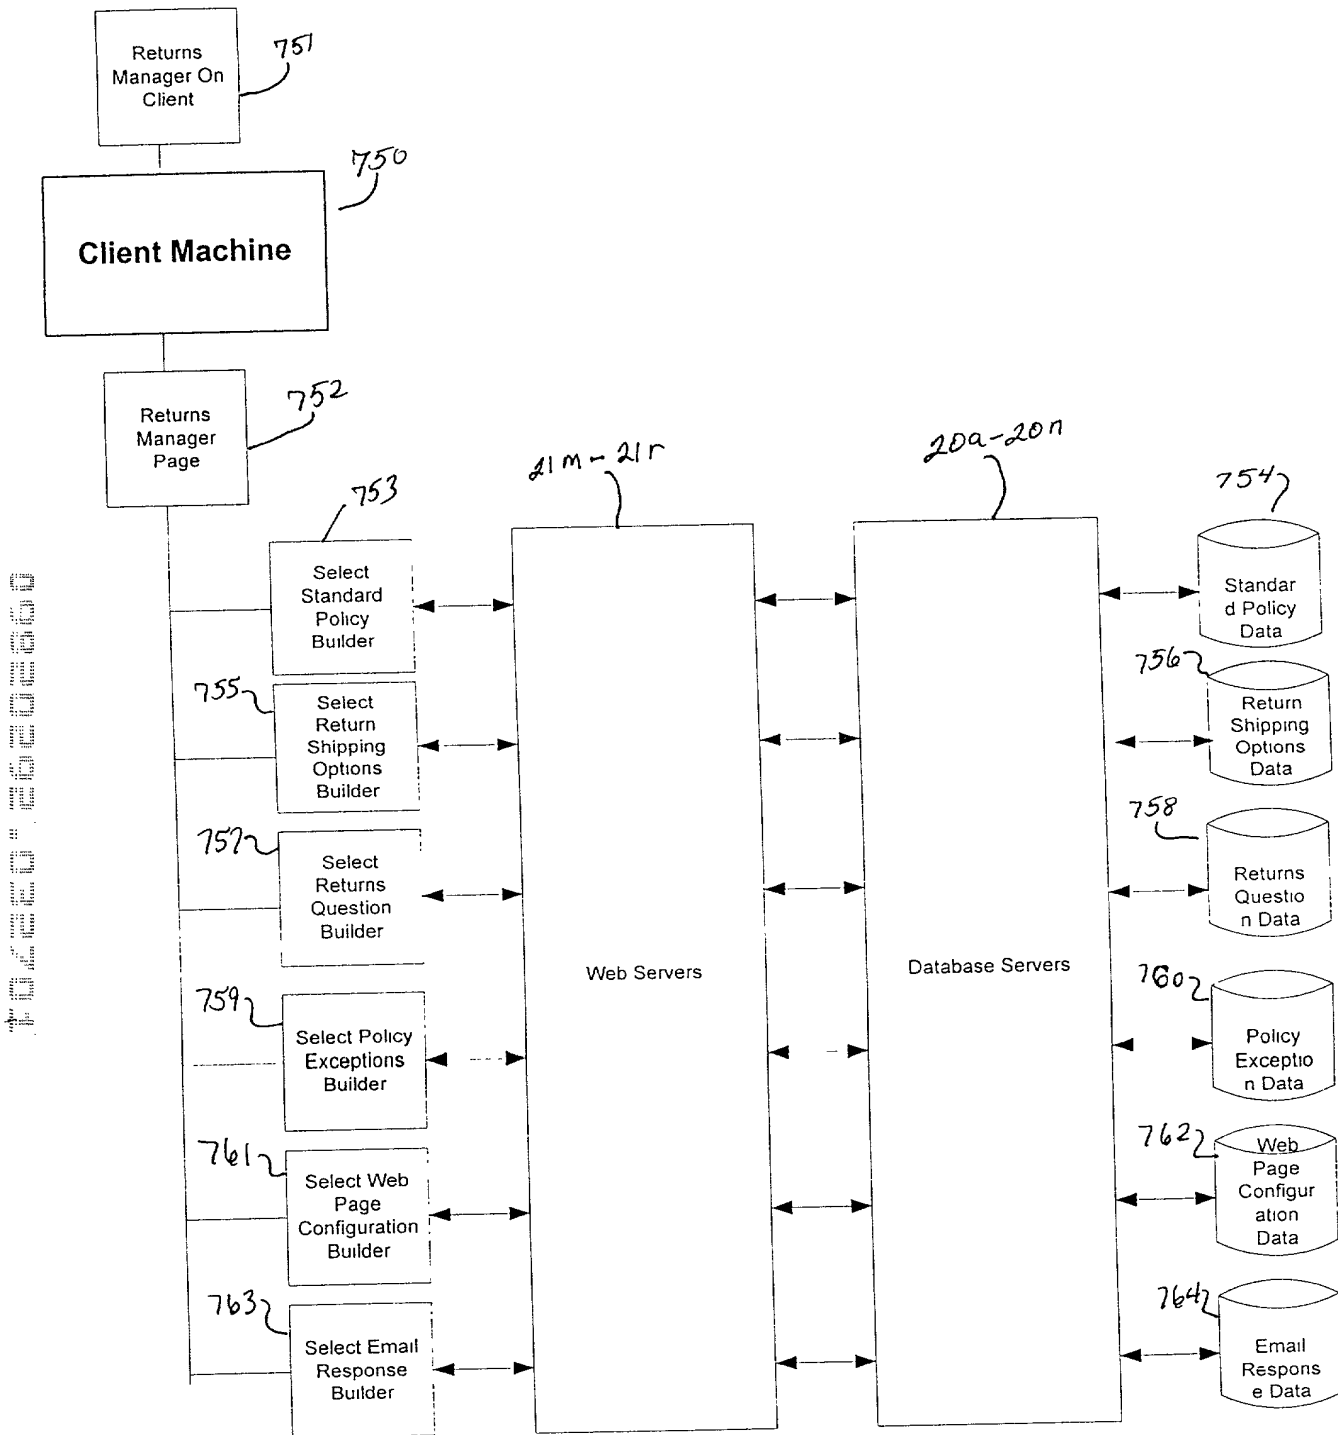 Returns
Manager On
Client
751
750
Client Machine
Returns
Manager
Page
752
21m - 21r
20a - 20n
753
754
Select
Standard
Policy
Builder
Standar
d Policy
Data
755
Select
Return
Shipping
Options
Builder
756
Return
Shipping
Options
Data
757
Select
Returns
Question
Builder
758
Returns
Questio
n Data
Web Servers
Database Servers
759
Select Policy
Exceptions
Builder
760
Policy
Exceptio
n Data
761
Select Web
Page
Configuration
Builder
762
Web
Page
Configur
ation
Data
763
Select Email
Response
Builder
764
Email
Respons
e Data